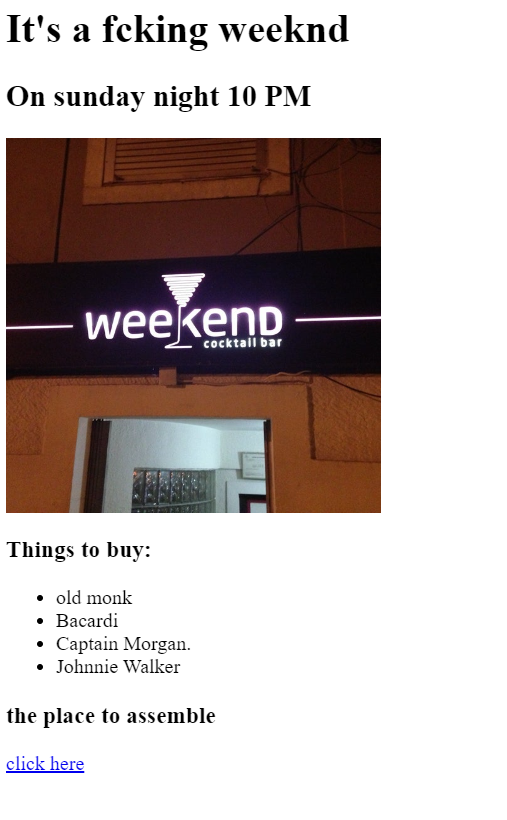 It's a fcking weeknd
On sunday night 10 PM
weekend
cocktail bar
Things to buy:
old monk
Bacardi
Captain Morgan.
Johnnie Walker
the place to assemble
click here